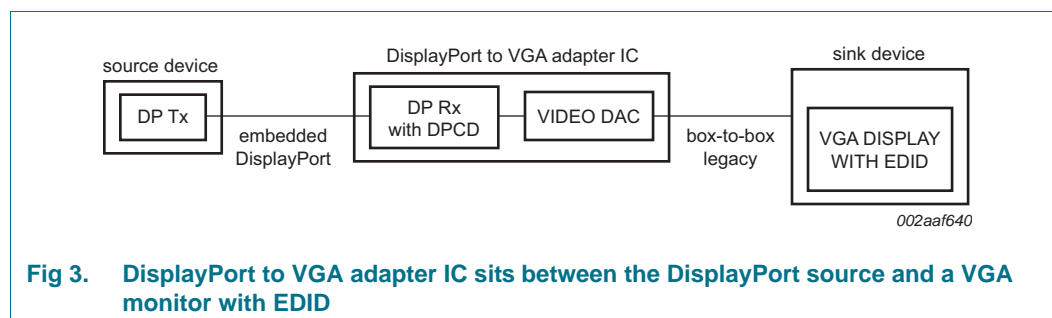 source device
DisplayPort to VGA adapter IC
sink device
DP Tx
embedded
DisplayPort
DP Rx
with DPCD
VIDEO DAC
box-to-box
legacy
VGA DISPLAY
WITH EDID
002aaf640
Fig 3. DisplayPort to VGA adapter IC sits between the DisplayPort source and a VGA
monitor with EDID